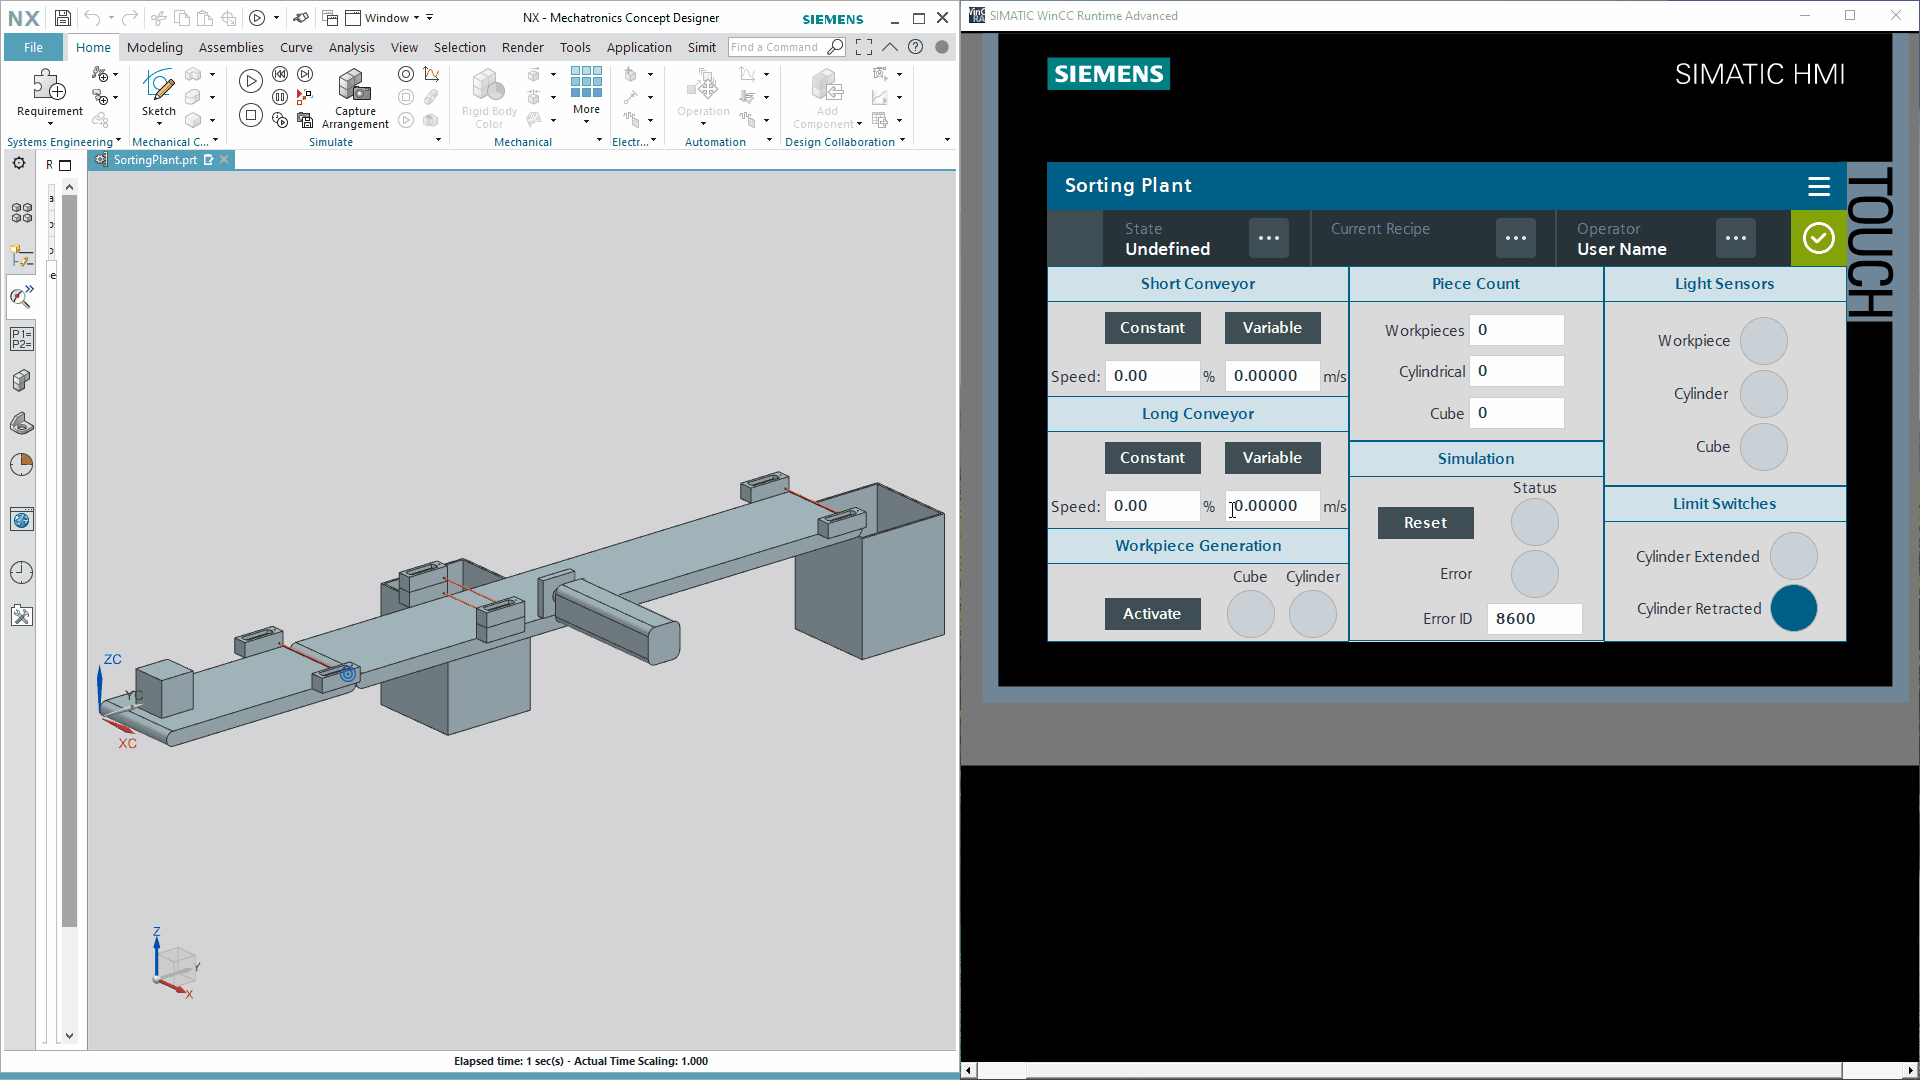 NX
Window
NX - Mechatronics Concept Designer
SIEMENS
File
Home
Modeling
Assemblies
Curve
Analysis
View
Selection
Render
Tools
Application
Simit
Find a Command
Requirement
Sketch
Capture
Arrangement
Rigid Body
Color
More
Operation
Add
Component
Systems Engineering
Mechanical C...
Simulate
Mechanical
Electr...
Automation
Design Collaboration
R
SortingPlant.prt
P1=
P2=
ZC
YC
XC
Z
Y
X
Elapsed time: 1 sec(s) - Actual Time Scaling: 1.000
SIMATIC WinCC Runtime Advanced
SIEMENS
SIMATIC HMI
TOUCH
Sorting Plant
State
Undefined
Current Recipe
Operator
User Name
Short Conveyor
Constant
Variable
Speed:
0.00
%
0.00000
m/s
Long Conveyor
Constant
Variable
Speed:
0.00
%
0.00000
m/s
Workpiece Generation
Cube
Cylinder
Activate
Piece Count
Workpieces
0
Cylindrical
0
Cube
0
Simulation
Status
Reset
Error
Error ID
8600
Light Sensors
Workpiece
Cylinder
Cube
Limit Switches
Cylinder Extended
Cylinder Retracted